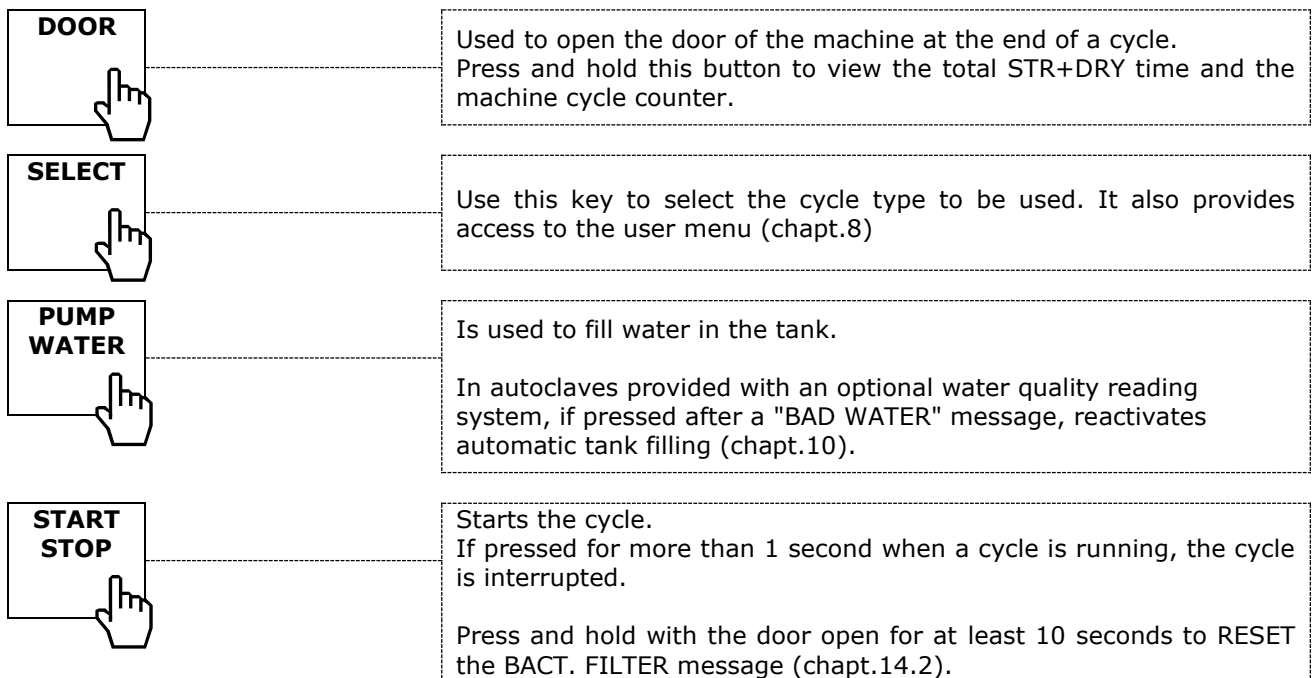 DOOR
Used to open the door of the machine at the end of a cycle.
Press and hold this button to view the total STR+DRY time and the
machine cycle counter.
SELECT
Use this key to select the cycle type to be used. It also provides
access to the user menu (chapt.8)
PUMP
WATER
Is used to fill water in the tank.
In autoclaves provided with an optional water quality reading
system, if pressed after a "BAD WATER" message, reactivates
automatic tank filling (chapt.10).
START
STOP
Starts the cycle.
If pressed for more than 1 second when a cycle is running, the cycle
is interrupted.
Press and hold with the door open for at least 10 seconds to RESET
the BACT. FILTER message (chapt.14.2).